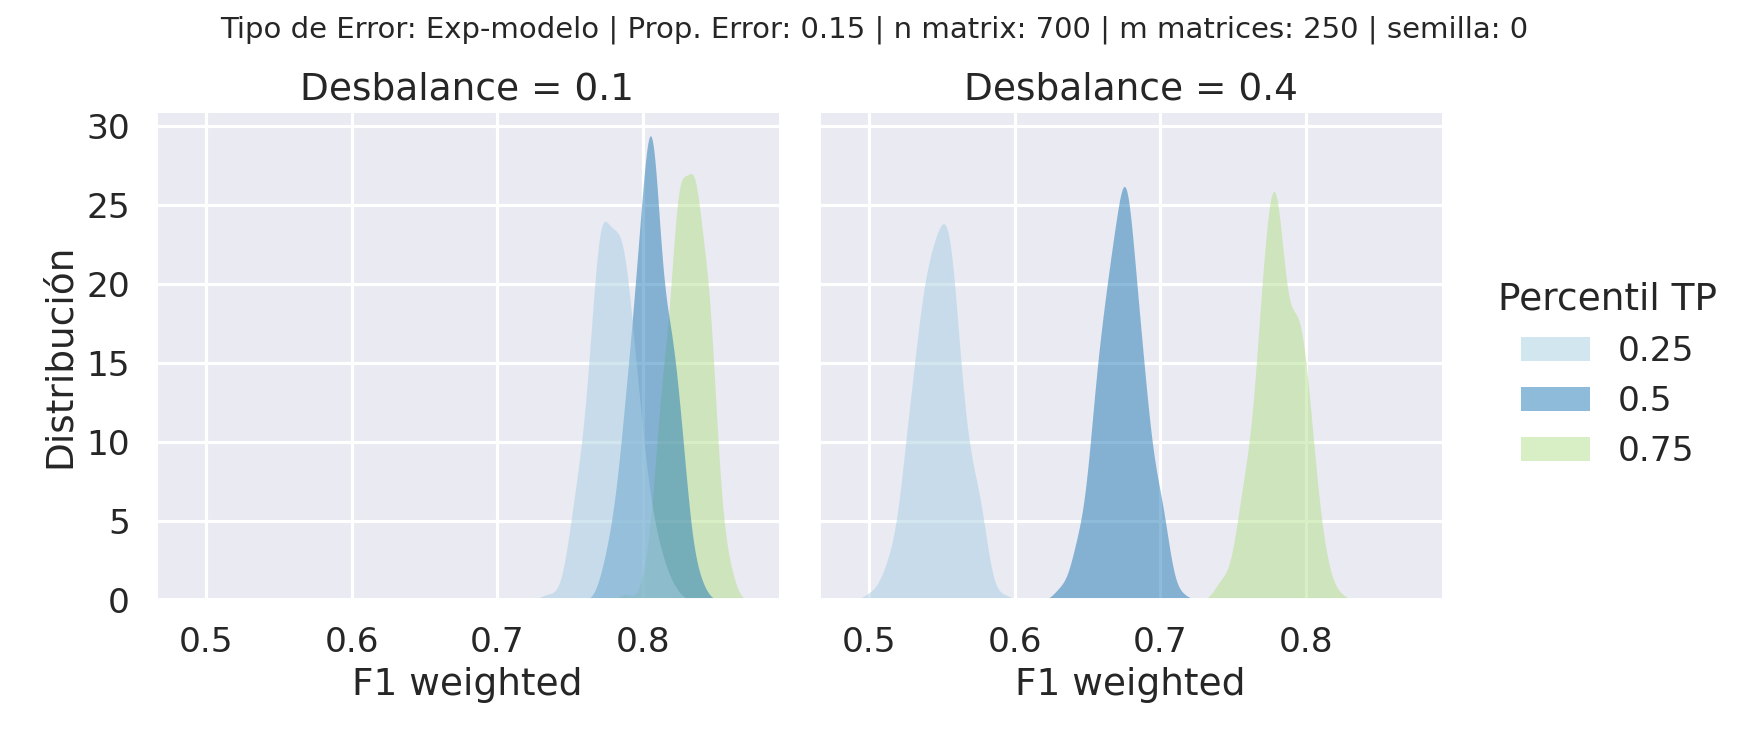 Tipo de Error: Exp-modelo | Prop. Error: 0.15 | n matrix: 700 | m matrices: 250 | semilla: 0
Desbalance = 0.1
Desbalance = 0.4
Distribución
30
25
20
15
10
5
0
0.5 0.6 0.7 0.8
F1 weighted
0.5 0.6 0.7 0.8
F1 weighted
Percentil TP
0.25
0.5
0.75